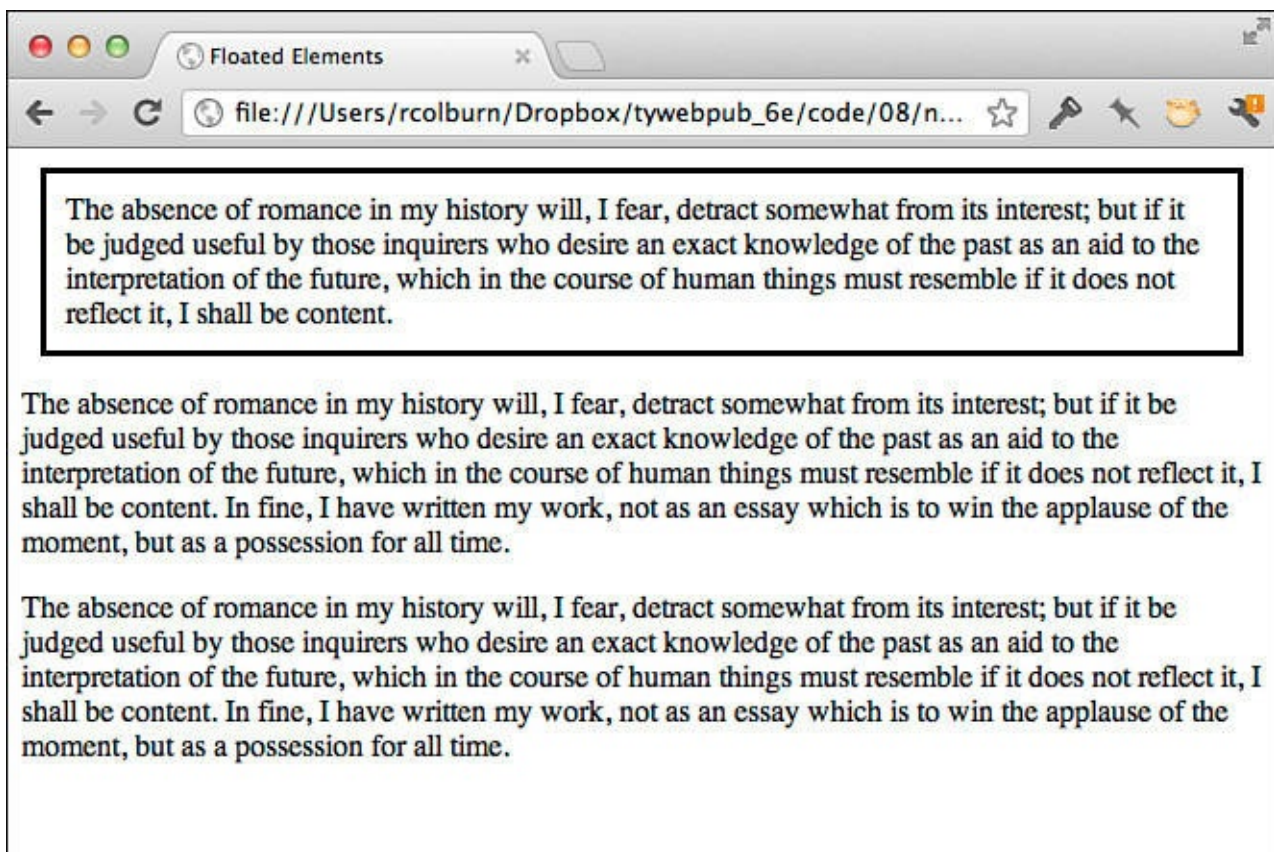 Floated Elements
file:///Users/rcolburn/Dropbox/tywebpub_6e/code/08/n...
The absence of romance in my history will, I fear, detract somewhat from its interest; but if it
be judged useful by those inquirers who desire an exact knowledge of the past as an aid to the
interpretation of the future, which in the course of human things must resemble if it does not
reflect it, I shall be content.
The absence of romance in my history will, I fear, detract somewhat from its interest; but if it be
judged useful by those inquirers who desire an exact knowledge of the past as an aid to the
interpretation of the future, which in the course of human things must resemble if it does not reflect it, I
shall be content. In fine, I have written my work, not as an essay which is to win the applause of the
moment, but as a possession for all time.
The absence of romance in my history will, I fear, detract somewhat from its interest; but if it be
judged useful by those inquirers who desire an exact knowledge of the past as an aid to the
interpretation of the future, which in the course of human things must resemble if it does not reflect it, I
shall be content. In fine, I have written my work, not as an essay which is to win the applause of the
moment, but as a possession for all time.